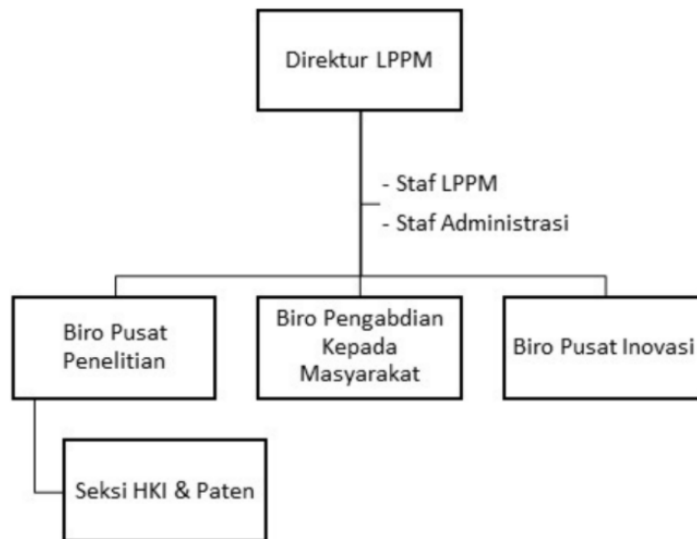 Direktur LPPM
- Staf LPPM
- Staf Administrasi
Biro Pusat
Penelitian
Biro Pengabdian
Kepada
Masyarakat
Biro Pusat Inovasi
Seksi HKI & Paten